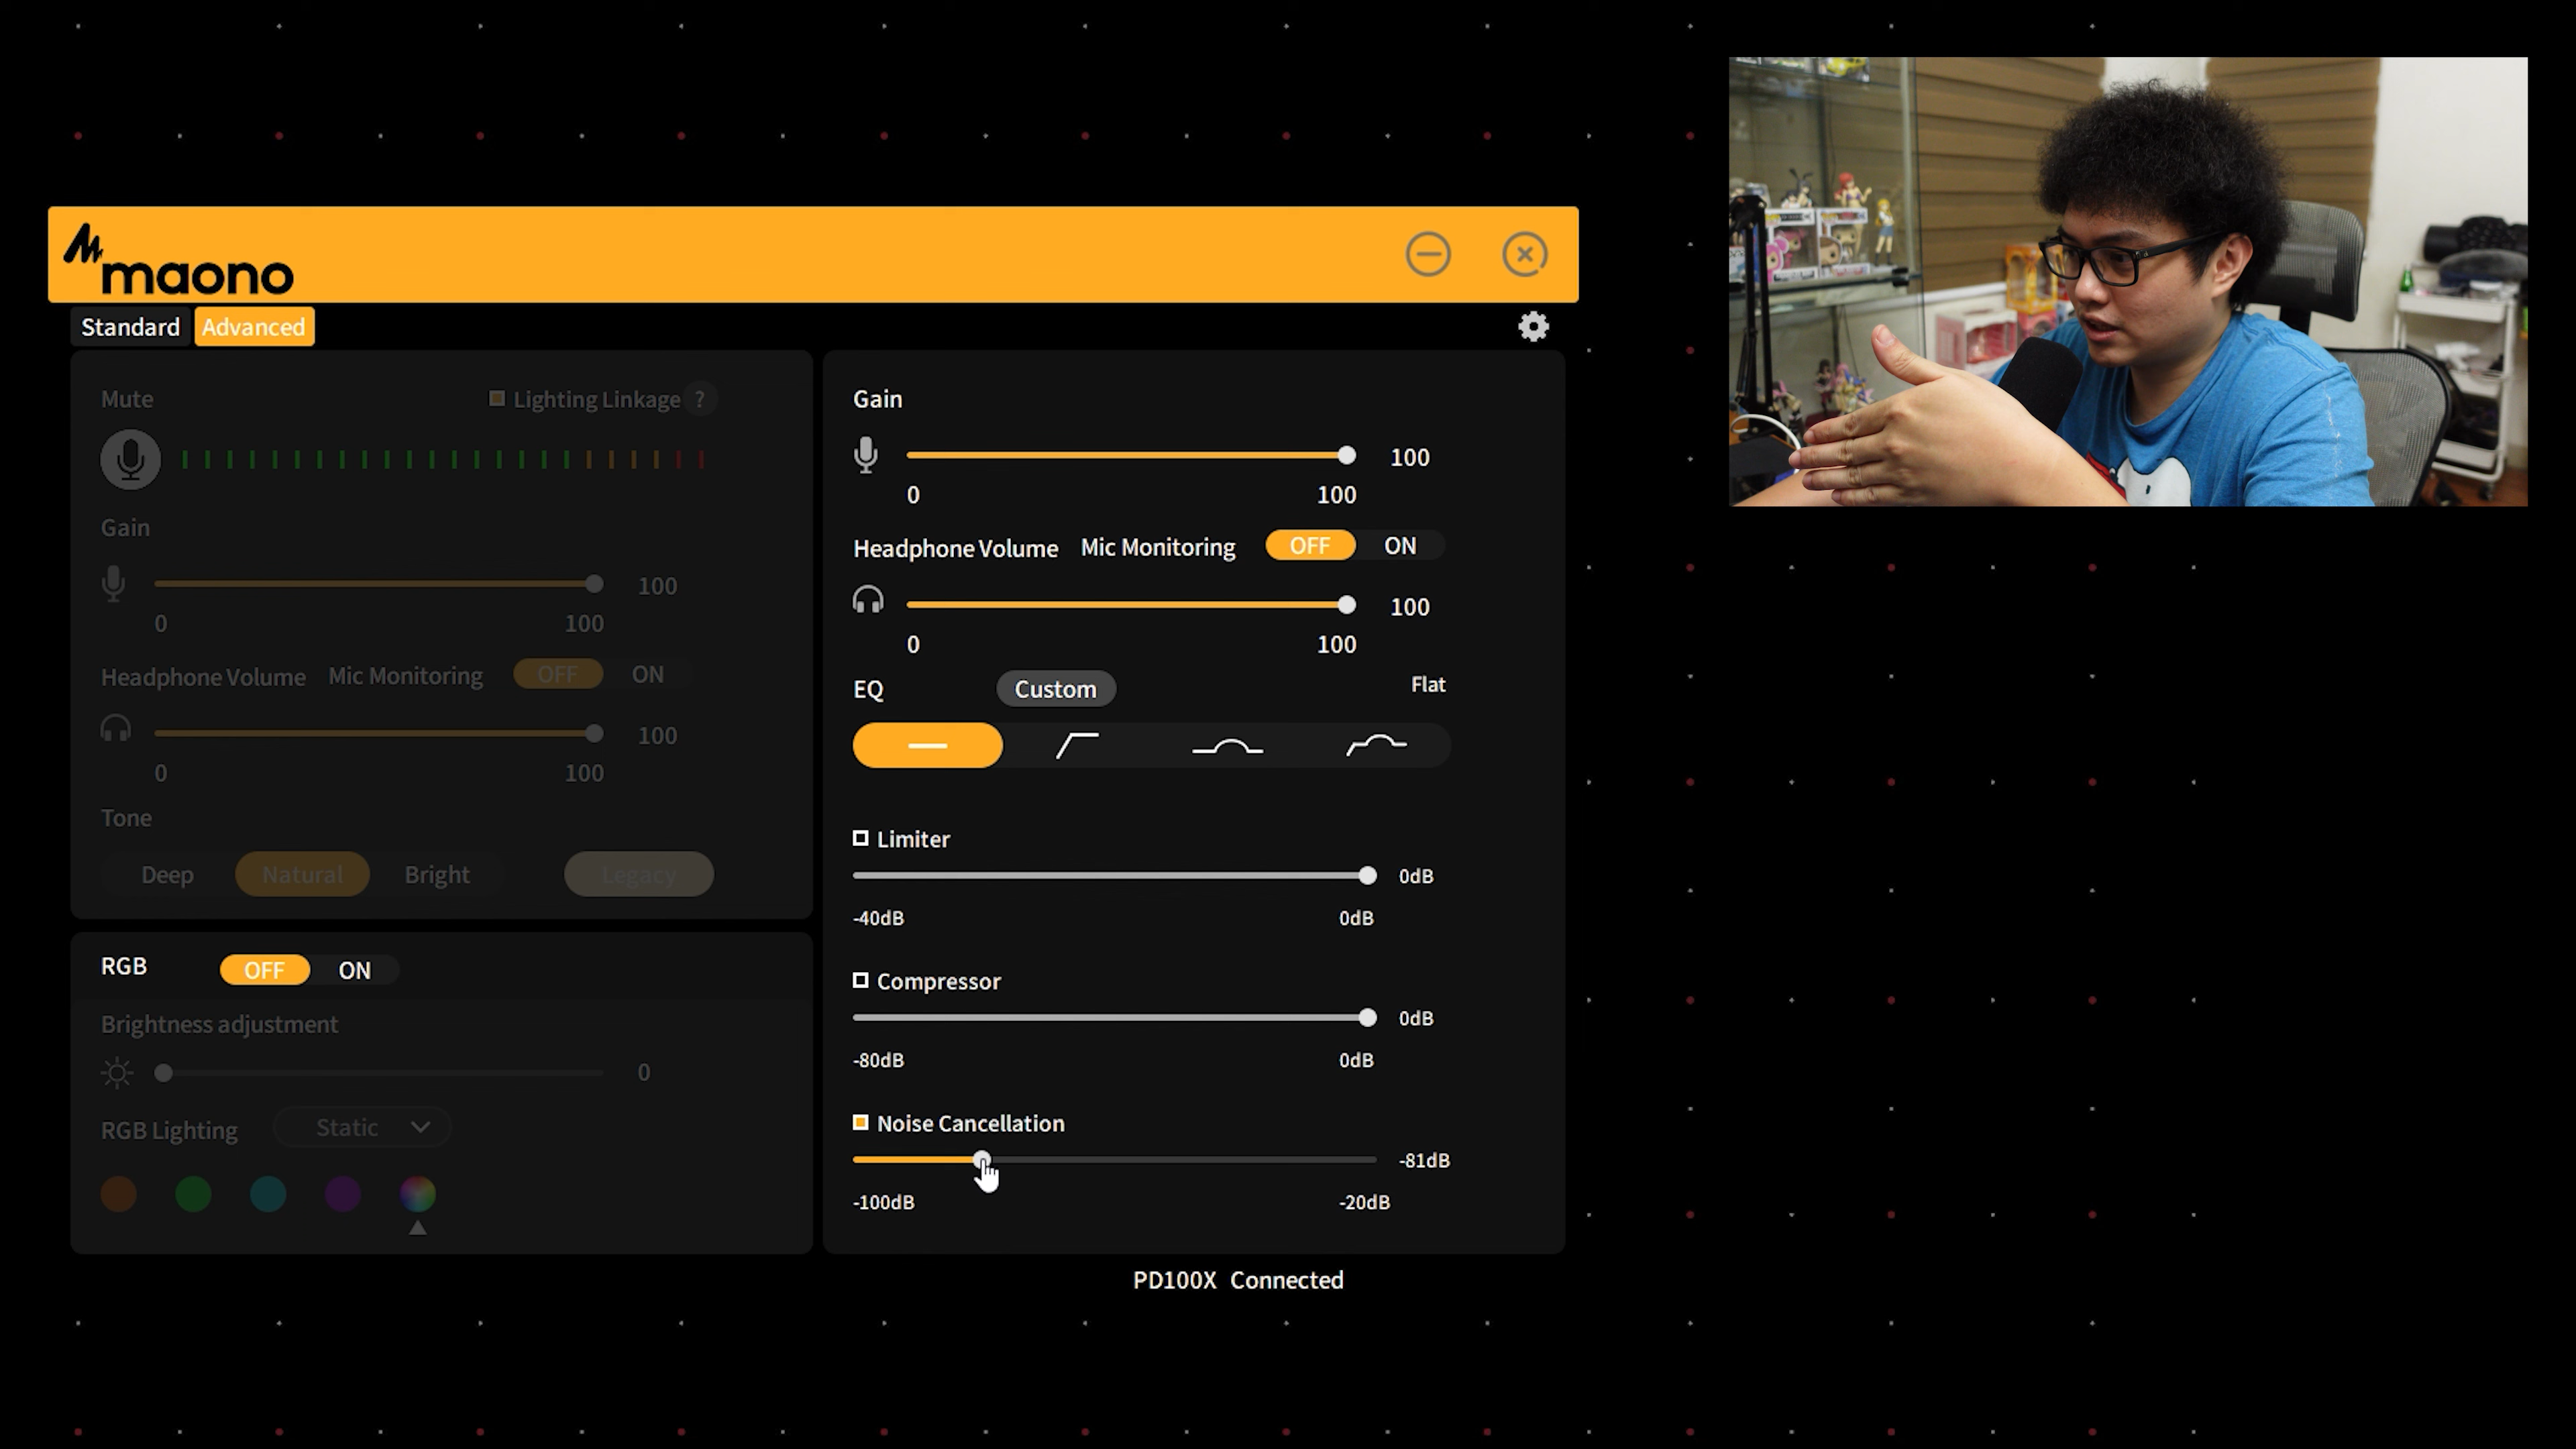 maono
Standard Advanced
Mute Lighting Linkage ?
Gain
100
0 100
Headphone Volume Mic Monitoring OFF ON
100
0 100
Tone
Deep Natural Bright Legacy
RGB OFF ON
Brightness adjustment
0
RGB Lighting Static
Gain
100
0 100
Headphone Volume Mic Monitoring OFF ON
100
0 100
EQ Custom Flat
Limiter
0dB
-40dB 0dB
Compressor
0dB
-80dB 0dB
Noise Cancellation
-81dB
-100dB -20dB
PD100X Connected